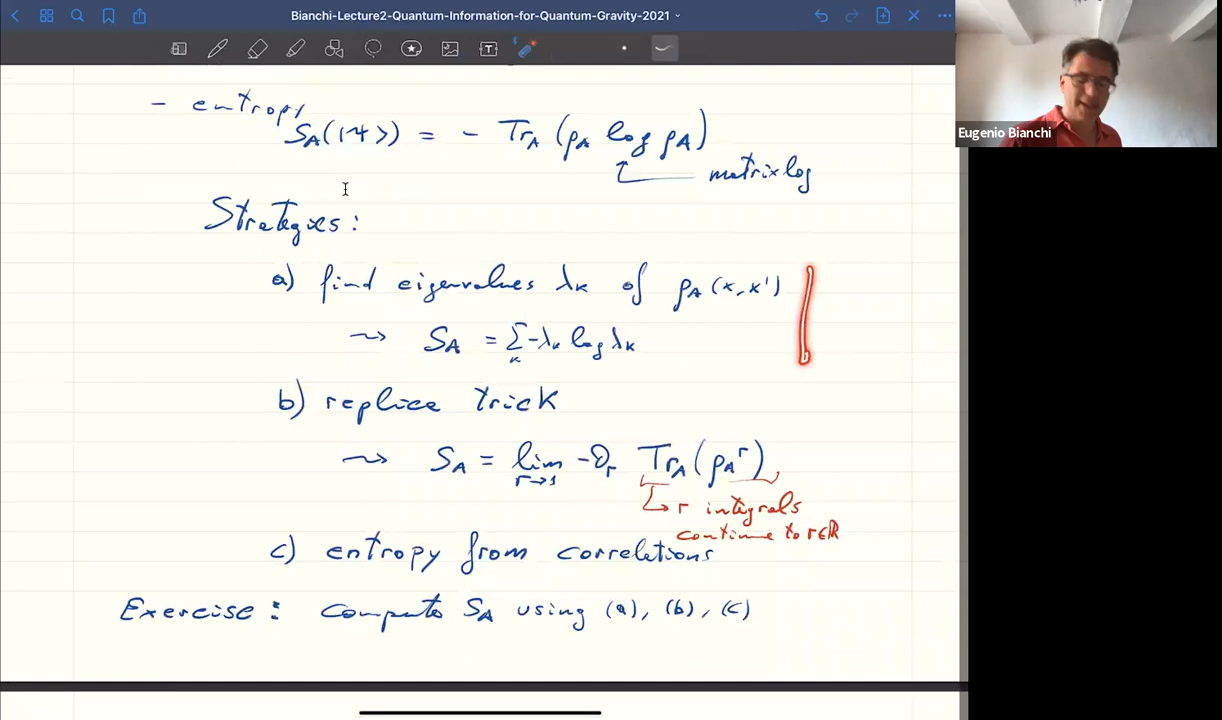 Bianchi-Lecture2-Quantum-Information-for-Quantum-Gravity-2021
Eugenio Bianchi
- entropy
S_A(|ψ>) = - Tr_A (ρ_A log ρ_A)
matrix log
Strategies:
a) find eigenvalues λ_k of ρ_A(x,x')
⇝ S_A = Σ_k -λ_k log λ_k
b) replica trick
⇝ S_A = lim_{r→1} -∂_r Tr_A (ρ_A^r)
r integrals
continue to r∈ℝ
c) entropy from correlations
Exercise: compute S_A using (a), (b), (c)